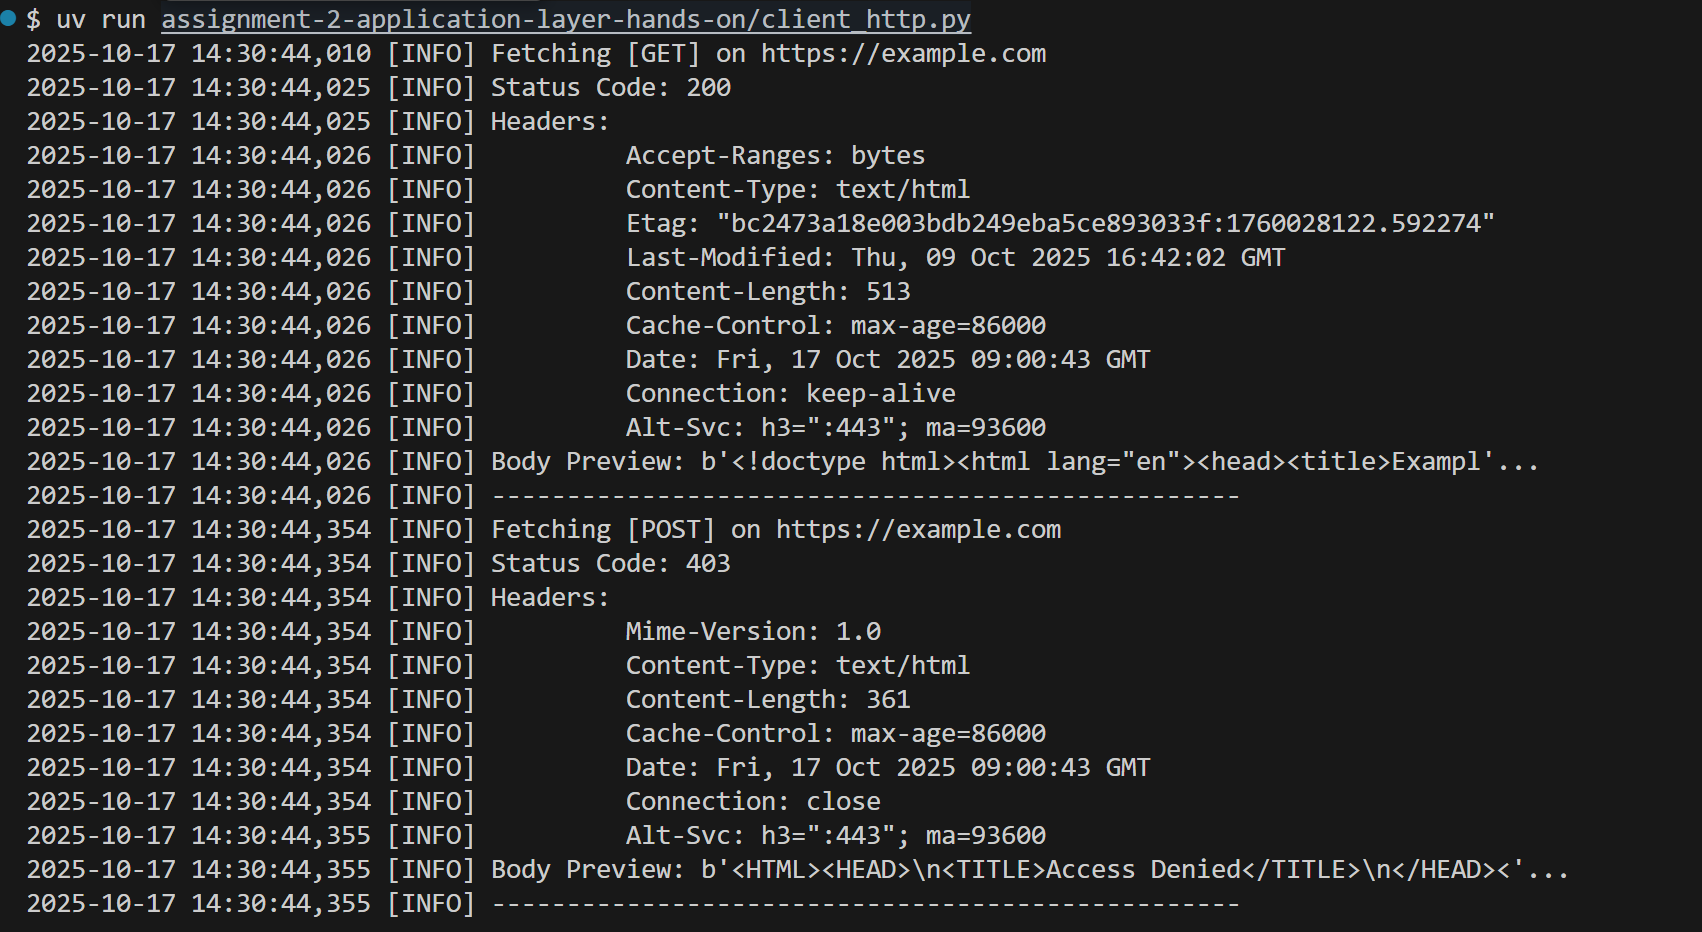 $ uv run assignment-2-application-layer-hands-on/client_http.py
2025-10-17 14:30:44,010 [INFO] Fetching [GET] on https://example.com
2025-10-17 14:30:44,025 [INFO] Status Code: 200
2025-10-17 14:30:44,025 [INFO] Headers:
2025-10-17 14:30:44,026 [INFO]          Accept-Ranges: bytes
2025-10-17 14:30:44,026 [INFO]          Content-Type: text/html
2025-10-17 14:30:44,026 [INFO]          Etag: "bc2473a18e003bdb249eba5ce893033f:1760028122.592274"
2025-10-17 14:30:44,026 [INFO]          Last-Modified: Thu, 09 Oct 2025 16:42:02 GMT
2025-10-17 14:30:44,026 [INFO]          Content-Length: 513
2025-10-17 14:30:44,026 [INFO]          Cache-Control: max-age=86000
2025-10-17 14:30:44,026 [INFO]          Date: Fri, 17 Oct 2025 09:00:43 GMT
2025-10-17 14:30:44,026 [INFO]          Connection: keep-alive
2025-10-17 14:30:44,026 [INFO]          Alt-Svc: h3=":443"; ma=93600
2025-10-17 14:30:44,026 [INFO] Body Preview: b'<!doctype html><html lang="en"><head><title>Exampl'...
2025-10-17 14:30:44,026 [INFO] --------------------------------------------------
2025-10-17 14:30:44,354 [INFO] Fetching [POST] on https://example.com
2025-10-17 14:30:44,354 [INFO] Status Code: 403
2025-10-17 14:30:44,354 [INFO] Headers:
2025-10-17 14:30:44,354 [INFO]          Mime-Version: 1.0
2025-10-17 14:30:44,354 [INFO]          Content-Type: text/html
2025-10-17 14:30:44,354 [INFO]          Content-Length: 361
2025-10-17 14:30:44,354 [INFO]          Cache-Control: max-age=86000
2025-10-17 14:30:44,354 [INFO]          Date: Fri, 17 Oct 2025 09:00:43 GMT
2025-10-17 14:30:44,354 [INFO]          Connection: close
2025-10-17 14:30:44,355 [INFO]          Alt-Svc: h3=":443"; ma=93600
2025-10-17 14:30:44,355 [INFO] Body Preview: b'<HTML><HEAD>\n<TITLE>Access Denied</TITLE>\n</HEAD><'...
2025-10-17 14:30:44,355 [INFO] --------------------------------------------------